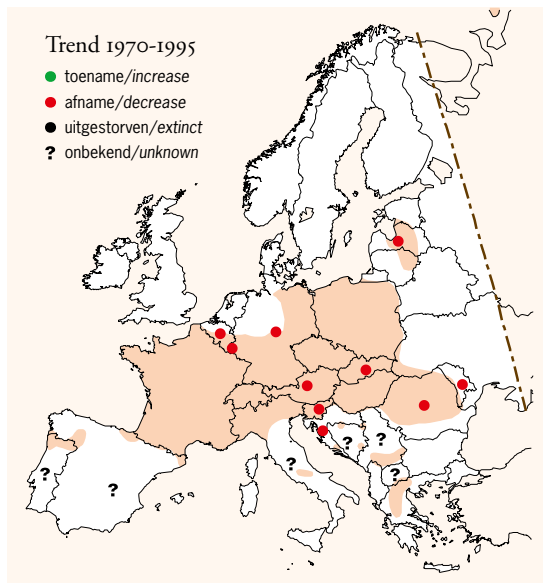 Trend 1970-1995
toename/increase
afname/decrease
uitgestorven/extinct
? onbekend/unknown
?
?
?
?
?
?